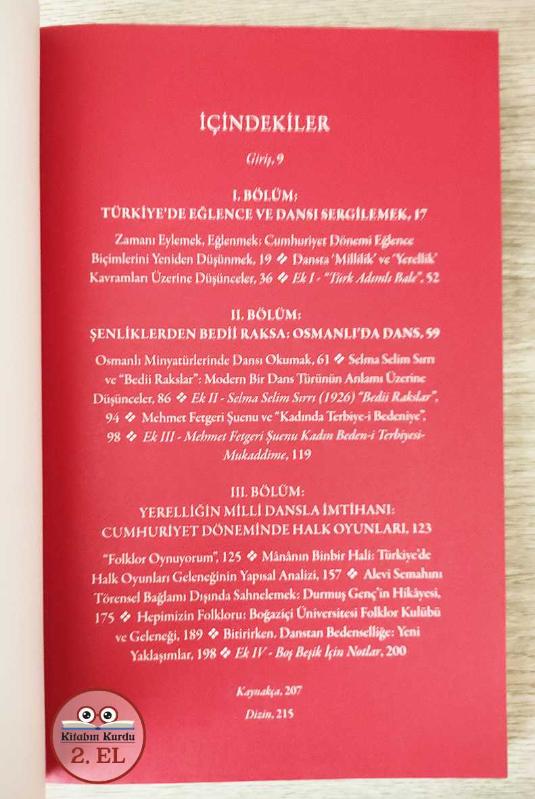 İÇİNDEKİLER
Giriş, 9
I. BÖLÜM:
TÜRKİYE'DE EĞLENCE VE DANSI SERGİLEMEK, 17
Zamanı Eylemek, Eğlenmek: Cumhuriyet Dönemi Eğlence
Biçimlerini Yeniden Düşünmek, 19 ❖ Dansta 'Millilik' ve 'Yerellik'
Kavramları Üzerine Düşünceler, 36 ❖ Ek I - "Türk Adımlı Bale", 52
II. BÖLÜM:
ŞENLİKLERDEN BEDİİ RAKSA: OSMANLI'DA DANS, 59
Osmanlı Minyatürlerinde Dansı Okumak, 61 ❖ Selma Selim Sırrı
ve "Bedii Rakslar": Modern Bir Dans Türünün Anlamı Üzerine
Düşünceler, 86 ❖ Ek II - Selma Selim Sırrı (1926) "Bedii Rakslar",
94 ❖ Mehmet Fetgeri Şuenu ve "Kadında Terbiye-i Bedeniye",
98 ❖ Ek III - Mehmet Fetgeri Şuenu Kadın Beden-i Terbiyesi-
Mukaddime, 119
III. BÖLÜM:
YERELLİĞİN MİLLİ DANSLA İMTİHANI:
CUMHURİYET DÖNEMİNDE HALK OYUNLARI, 123
"Folklor Oynuyorum", 125 ❖ Mânânın Binbir Hali: Türkiye'de
Halk Oyunları Geleneğinin Yapısal Analizi, 157 ❖ Alevi Semahını
Törensel Bağlamı Dışında Sahnelemek: Durmuş Genç'in Hikâyesi,
175 ❖ Hepimizin Folkloru: Boğaziçi Üniversitesi Folklor Kulübü
ve Geleneği, 189 ❖ Bitirirken. Danstan Bedenselliğe: Yeni
Yaklaşımlar, 198 ❖ Ek IV - Boş Beşik İçin Notlar, 200
Kaynakça, 207
Dizin, 215
Kitabın Kurdu
2. EL